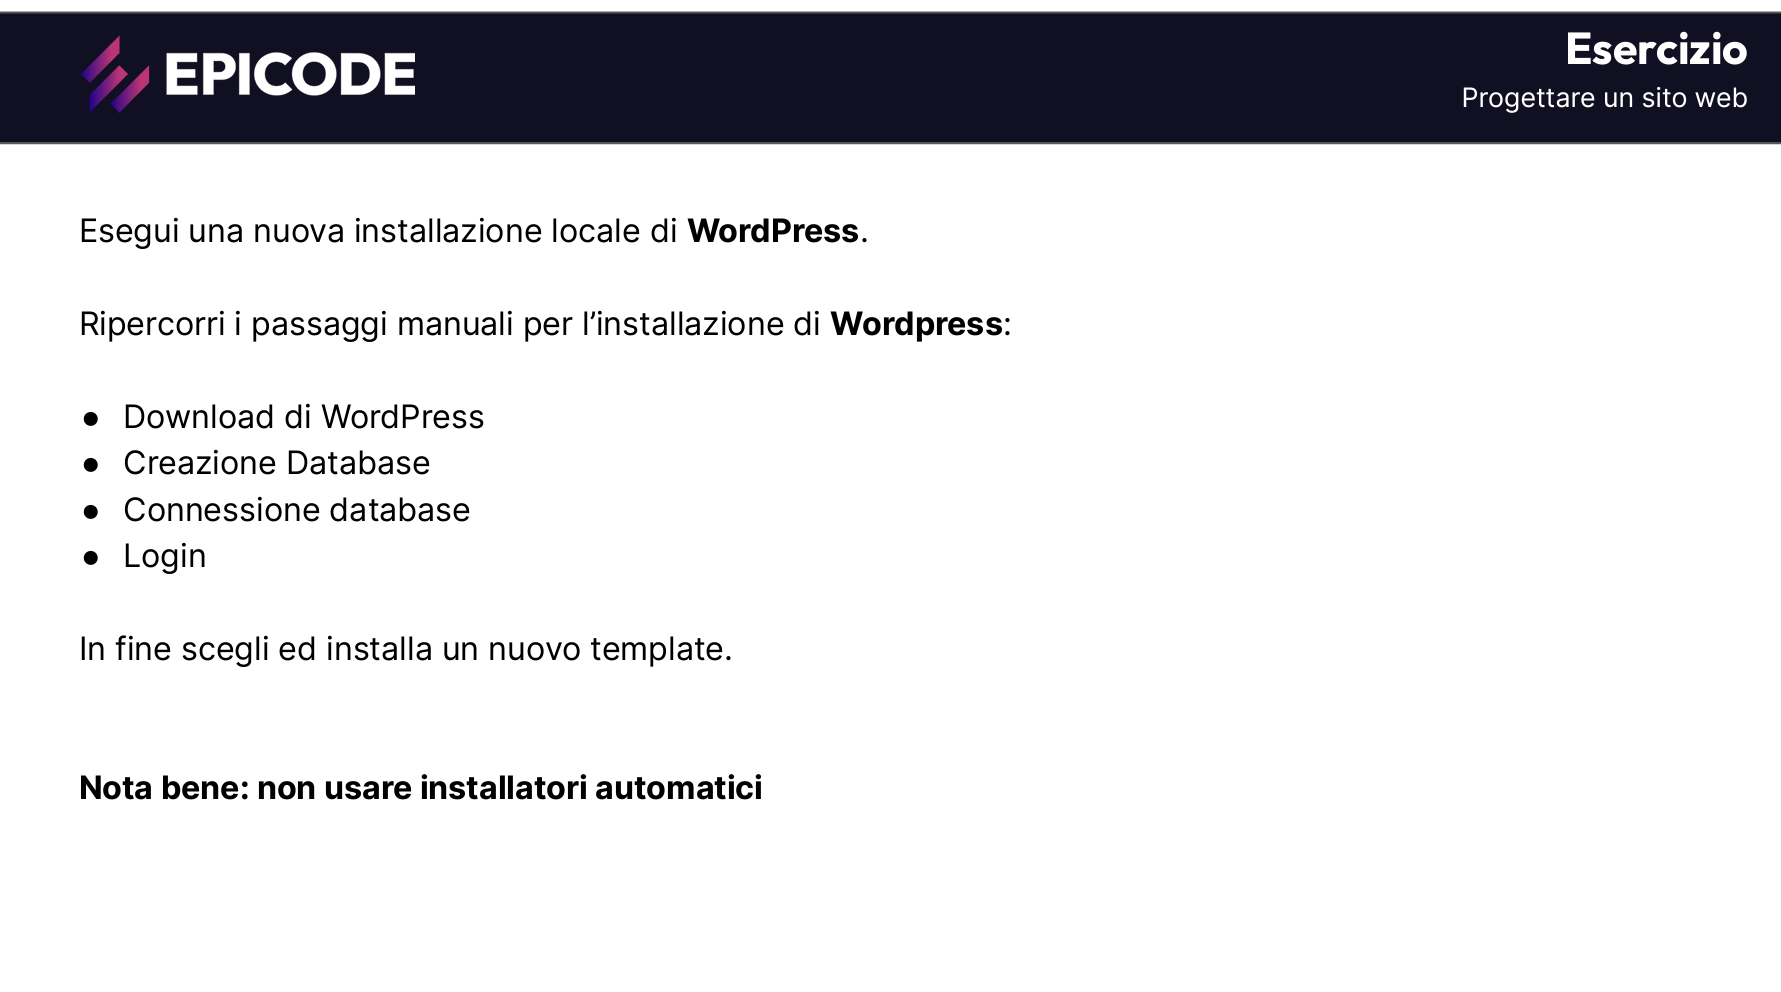 EPICODE
Esercizio
Progettare un sito web
Esegui una nuova installazione locale di WordPress.
Ripercorri i passaggi manuali per l’installazione di Wordpress:
● Download di WordPress
● Creazione Database
● Connessione database
● Login
In fine scegli ed installa un nuovo template.
Nota bene: non usare installatori automatici